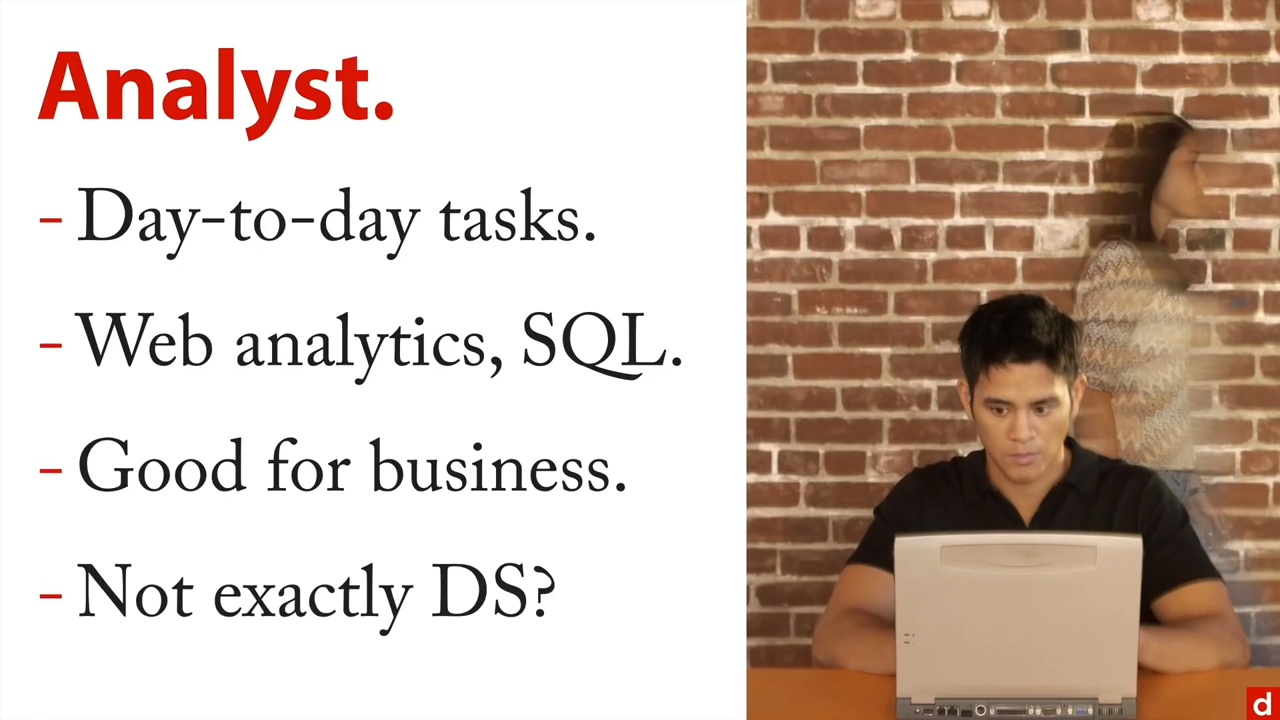 Analyst.
- Day-to-day tasks.
- Web analytics, SQL.
- Good for business.
- Not exactly DS?
d